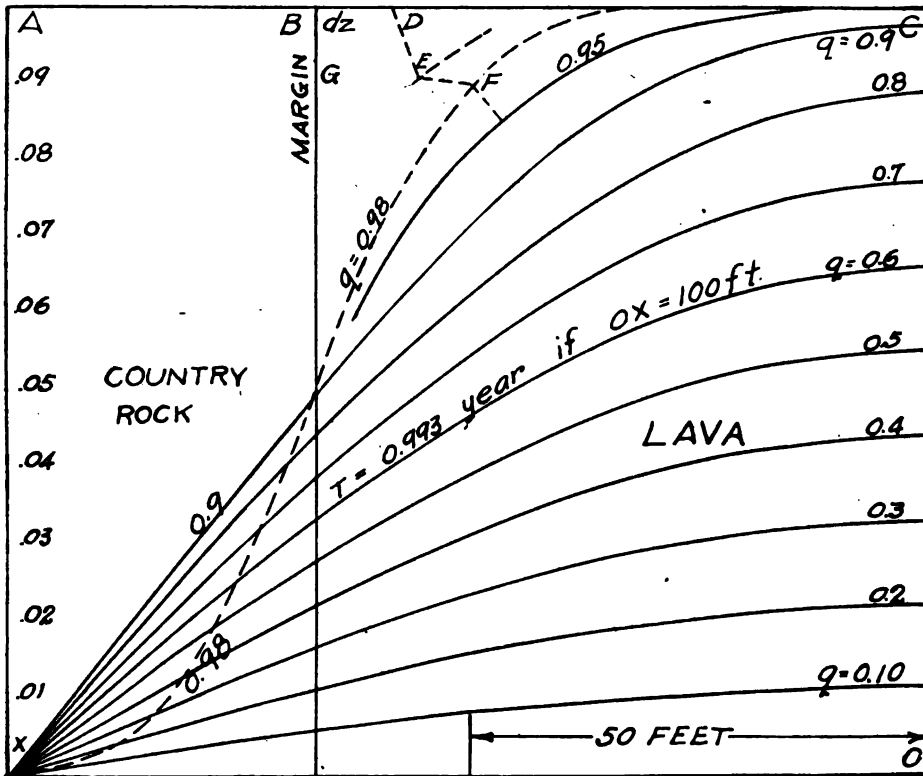 A
B
dz
D
C
.09
MARGIN
G
E
F
0.95
q=0.9
0.8
.08
0.7
.07
q=0.98
q=0.6
.06
T = 0.993 year if OX=100ft.
0.5
.05
COUNTRY
ROCK
LAVA
.04
0.4
0.9
0.3
.03
.02
0.2
0.98
.01
q=0.10
X
50 FEET
O